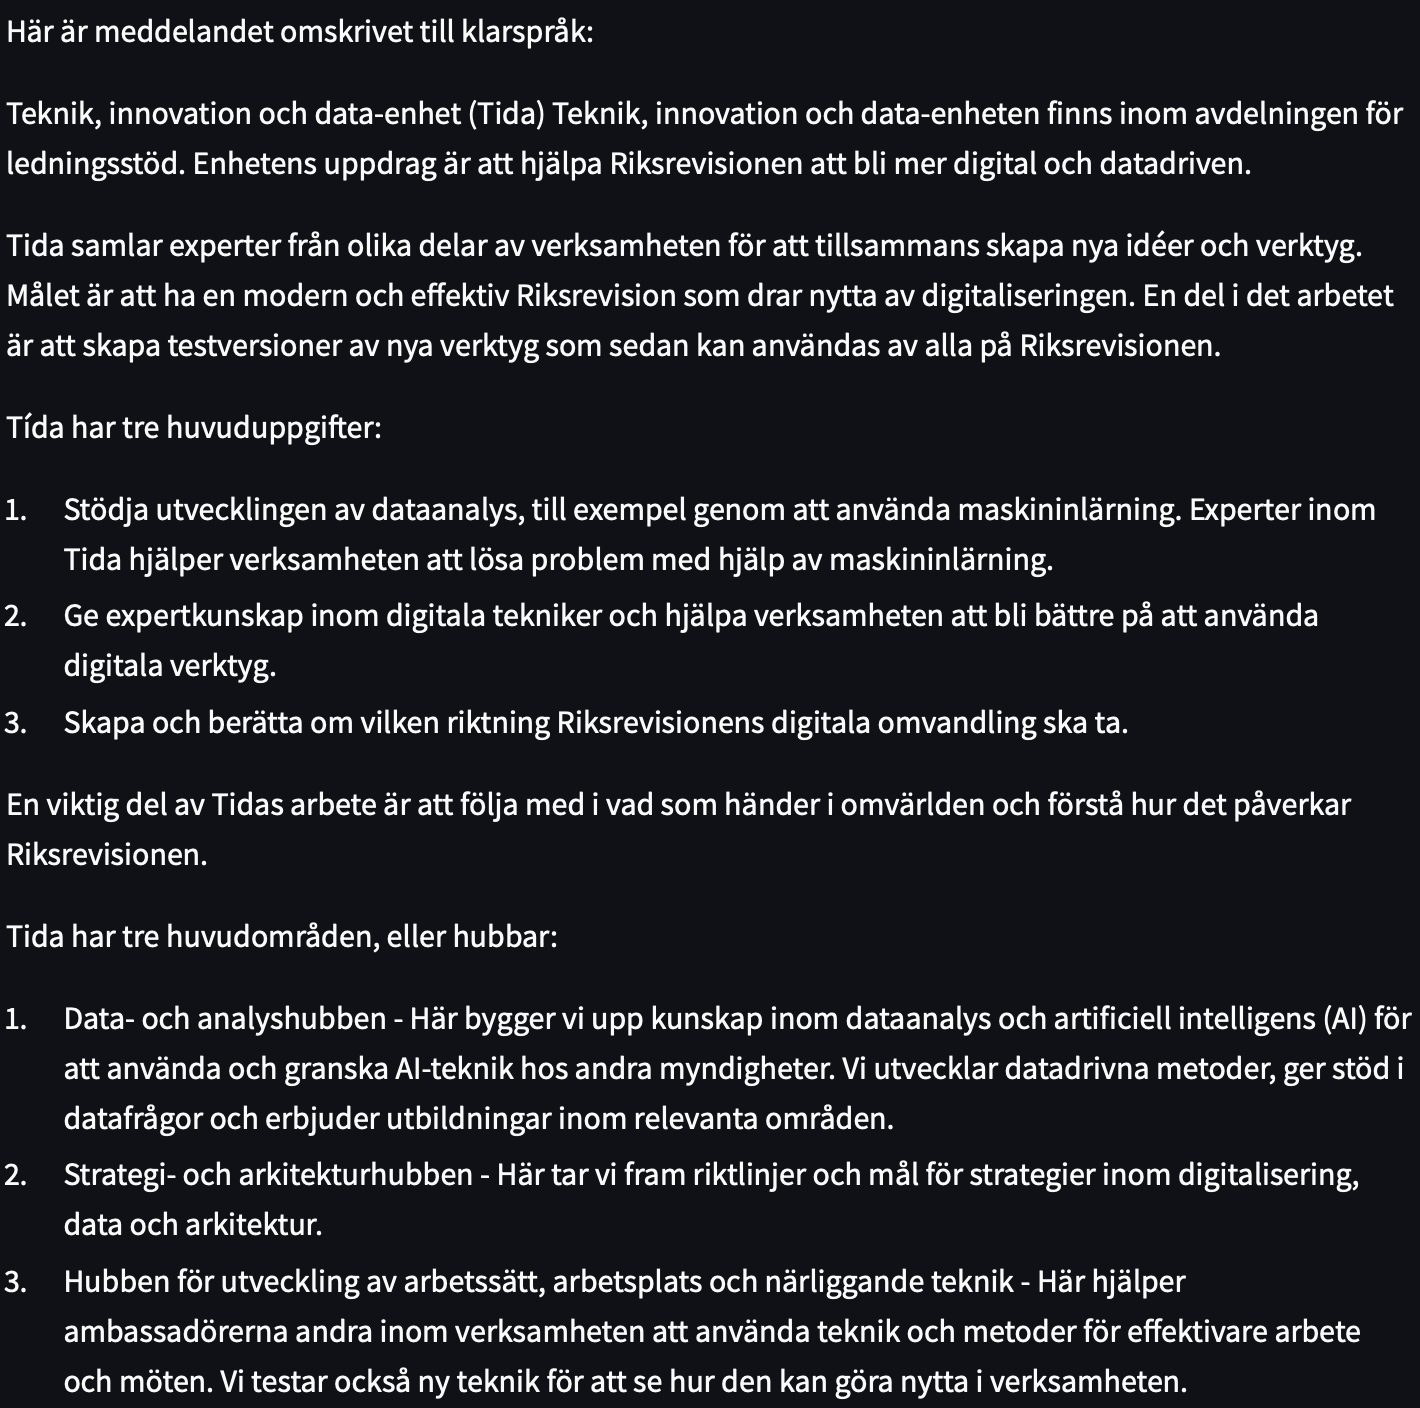 Här är meddelandet omskrivet till klarspråk:
Teknik, innovation och data-enhet (Tida) Teknik, innovation och data-enheten finns inom avdelningen för
ledningsstöd. Enhetens uppdrag är att hjälpa Riksrevisionen att bli mer digital och datadriven.
Tida samlar experter från olika delar av verksamheten för att tillsammans skapa nya idéer och verktyg.
Målet är att ha en modern och effektiv Riksrevision som drar nytta av digitaliseringen. En del i det arbetet
är att skapa testversioner av nya verktyg som sedan kan användas av alla på Riksrevisionen.
Tída har tre huvuduppgifter:
1. Stödja utvecklingen av dataanalys, till exempel genom att använda maskininlärning. Experter inom
Tida hjälper verksamheten att lösa problem med hjälp av maskininlärning.
2. Ge expertkunskap inom digitala tekniker och hjälpa verksamheten att bli bättre på att använda
digitala verktyg.
3. Skapa och berätta om vilken riktning Riksrevisionens digitala omvandling ska ta.
En viktig del av Tidas arbete är att följa med i vad som händer i omvärlden och förstå hur det påverkar
Riksrevisionen.
Tida har tre huvudområden, eller hubbar:
1. Data- och analyshubben - Här bygger vi upp kunskap inom dataanalys och artificiell intelligens (AI) för
att använda och granska AI-teknik hos andra myndigheter. Vi utvecklar datadrivna metoder, ger stöd i
datafrågor och erbjuder utbildningar inom relevanta områden.
2. Strategi- och arkitekturhubben - Här tar vi fram riktlinjer och mål för strategier inom digitalisering,
data och arkitektur.
3. Hubben för utveckling av arbetssätt, arbetsplats och närliggande teknik - Här hjälper
ambassadörerna andra inom verksamheten att använda teknik och metoder för effektivare arbete
och möten. Vi testar också ny teknik för att se hur den kan göra nytta i verksamheten.